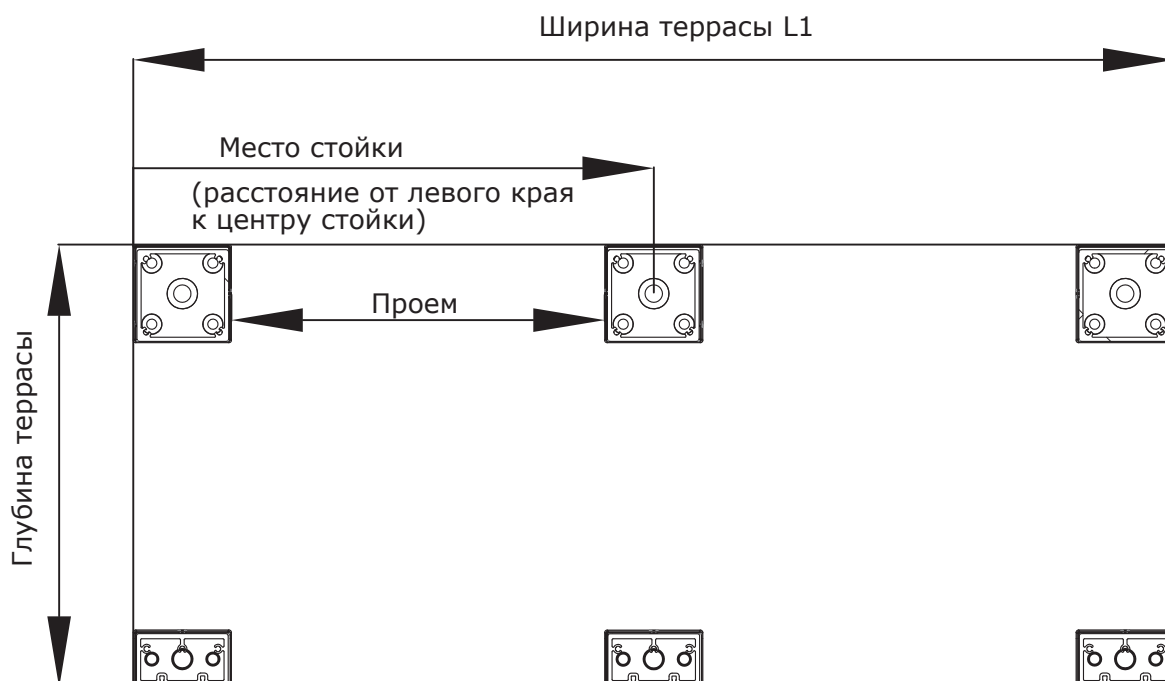 Ширина террасы L1
Место стойки
(расстояние от левого края
к центру стойки)
Проем
Глубина террасы